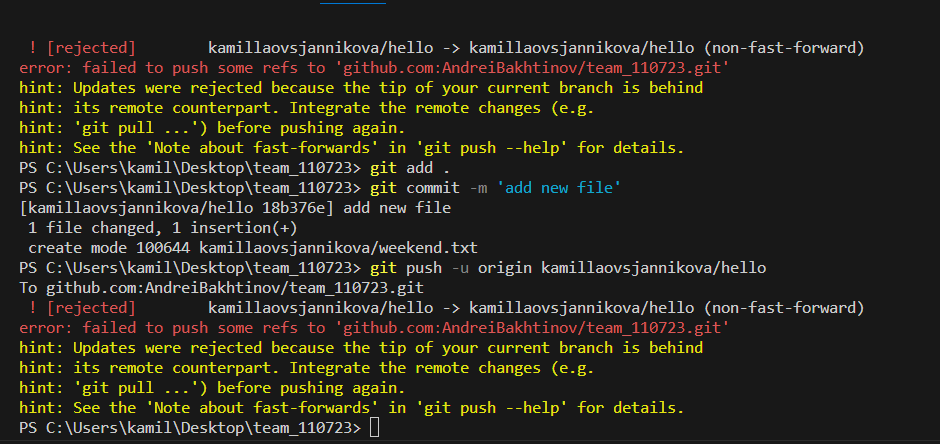 ! [rejected]        kamillaovsjannikova/hello -> kamillaovsjannikova/hello (non-fast-forward)
error: failed to push some refs to 'github.com:AndreiBakhtinov/team_110723.git'
hint: Updates were rejected because the tip of your current branch is behind
hint: its remote counterpart. Integrate the remote changes (e.g.
hint: 'git pull ...') before pushing again.
hint: See the 'Note about fast-forwards' in 'git push --help' for details.
PS C:\Users\kamil\Desktop\team_110723> git add .
PS C:\Users\kamil\Desktop\team_110723> git commit -m 'add new file'
[kamillaovsjannikova/hello 18b376e] add new file
 1 file changed, 1 insertion(+)
 create mode 100644 kamillaovsjannikova/weekend.txt
PS C:\Users\kamil\Desktop\team_110723> git push -u origin kamillaovsjannikova/hello
To github.com:AndreiBakhtinov/team_110723.git
 ! [rejected]        kamillaovsjannikova/hello -> kamillaovsjannikova/hello (non-fast-forward)
error: failed to push some refs to 'github.com:AndreiBakhtinov/team_110723.git'
hint: Updates were rejected because the tip of your current branch is behind
hint: its remote counterpart. Integrate the remote changes (e.g.
hint: 'git pull ...') before pushing again.
hint: See the 'Note about fast-forwards' in 'git push --help' for details.
PS C:\Users\kamil\Desktop\team_110723>